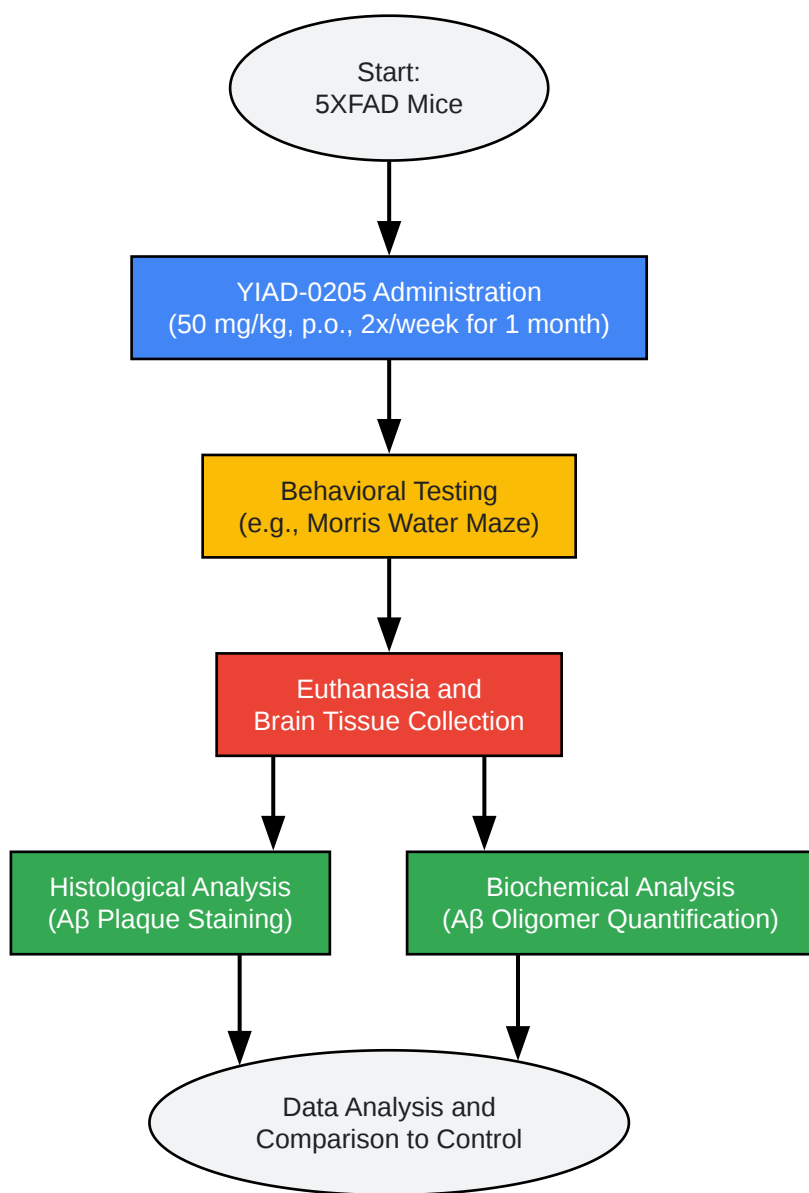 Start:
5XFAD Mice
YIAD-0205 Administration
(50 mg/kg, p.o., 2x/week for 1 month)
Behavioral Testing
(e.g., Morris Water Maze)
Euthanasia and
Brain Tissue Collection
Histological Analysis
(Aβ Plaque Staining)
Biochemical Analysis
(Aβ Oligomer Quantification)
Data Analysis and
Comparison to Control